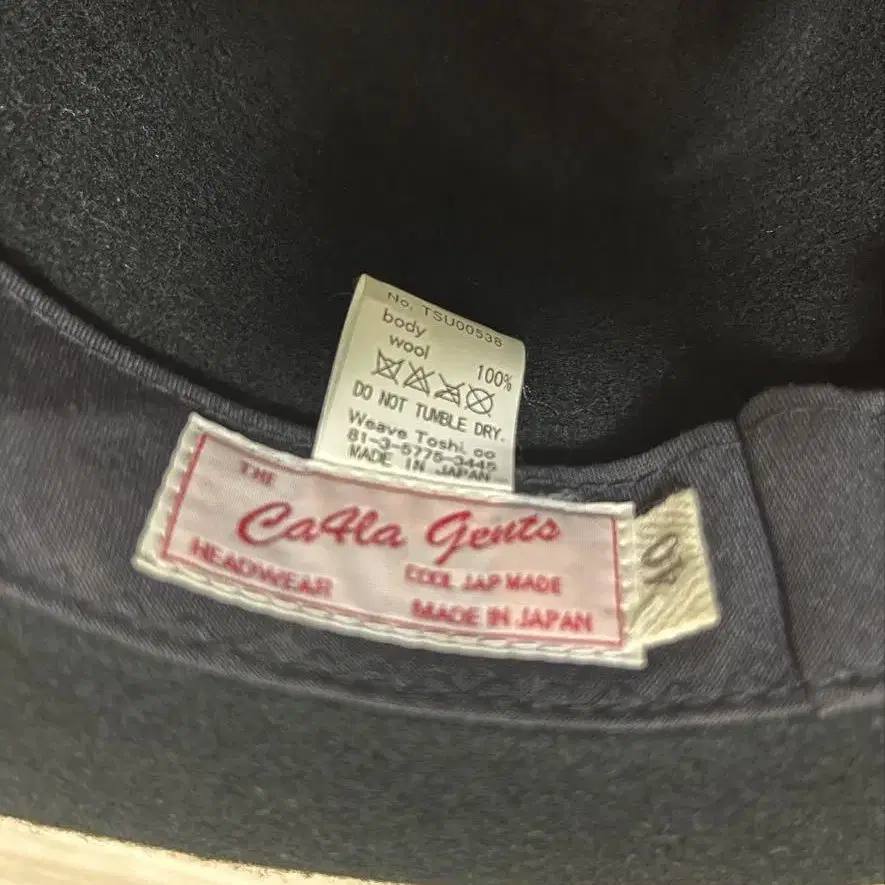 No. TSU00538
body
wool 100%
DO NOT TUMBLE DRY.
Weave Toshi. co
81-3-5775-3445
MADE IN JAPAN
THE
Ca4la Gents
HEADWEAR
COOL JAP MADE
MADE IN JAPAN